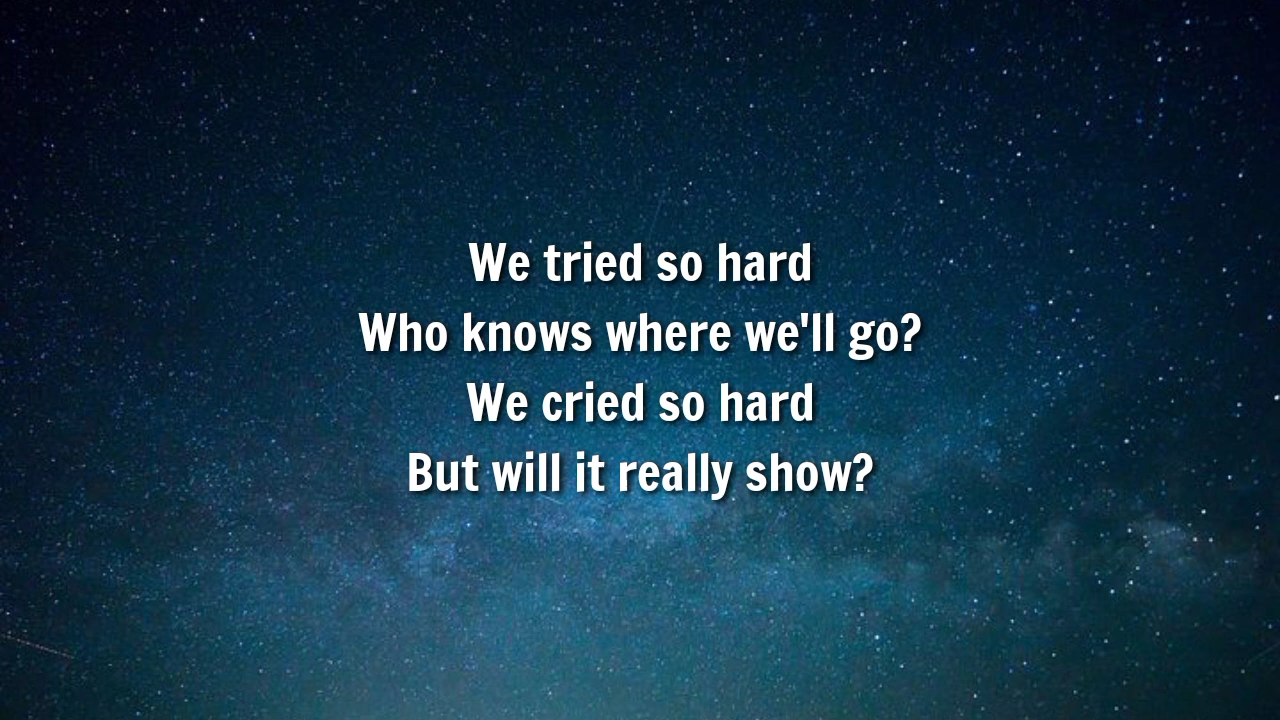 We tried so hard
Who knows where we'll go?
We cried so hard
But will it really show?